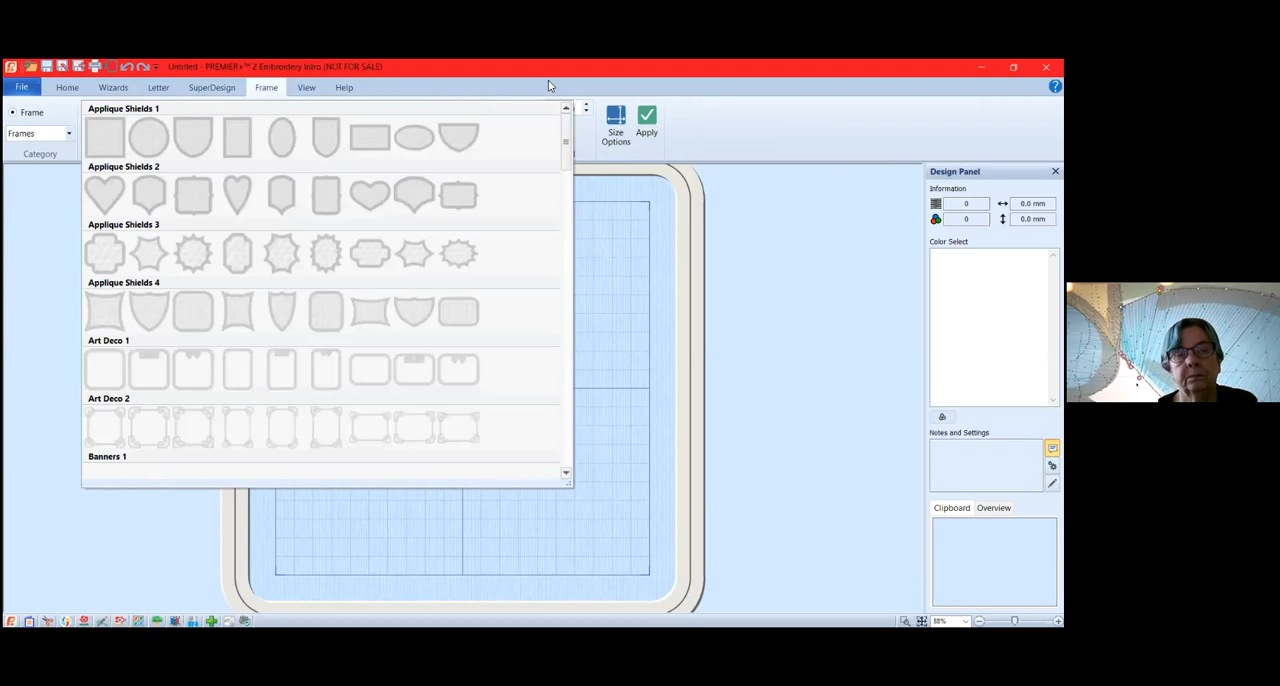 Untitled - PREMIER+™ 2 Embroidery Intro (NOT FOR SALE)
File Home Wizards Letter SuperDesign Frame View Help
Frame
Frames
Category
Size Options
Apply
Applique Shields 1
Applique Shields 2
Applique Shields 3
Applique Shields 4
Art Deco 1
Art Deco 2
Banners 1
Design Panel
Information
0 0.0 mm
0 0.0 mm
Color Select
Notes and Settings
Clipboard Overview
88%